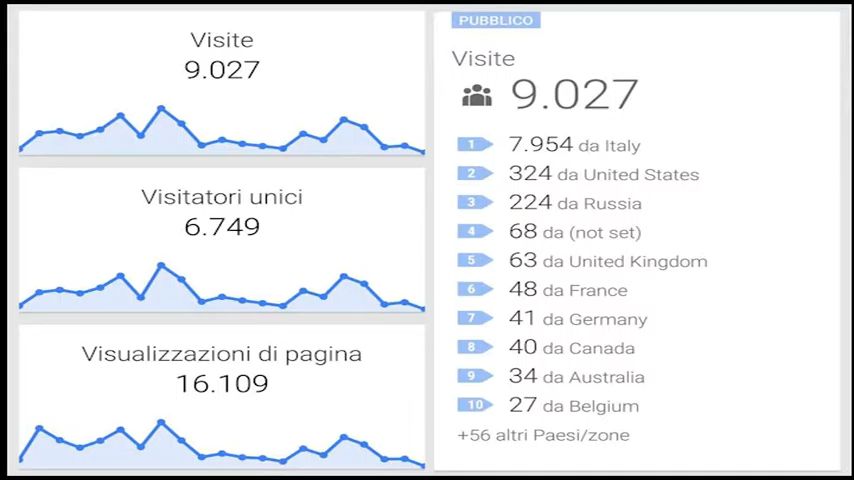 Visite
9.027
Visitatori unici
6.749
Visualizzazioni di pagina
16.109
PUBBLICO
Visite
9.027
1 7.954 da Italy
2 324 da United States
3 224 da Russia
4 68 da (not set)
5 63 da United Kingdom
6 48 da France
7 41 da Germany
8 40 da Canada
9 34 da Australia
10 27 da Belgium
+56 altri Paesi/zone